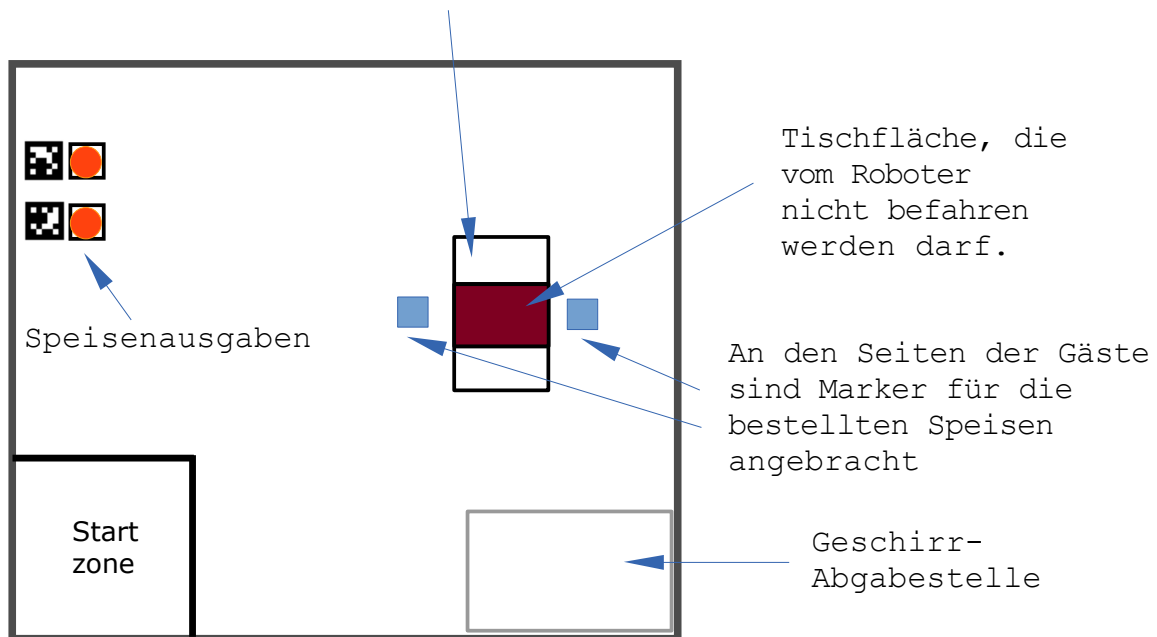 Tischfläche, die
vom Roboter
nicht befahren
werden darf.
Speisenausgaben
An den Seiten der Gäste
sind Marker für die
bestellten Speisen
angebracht
Start
zone
Geschirr-
Abgabestelle